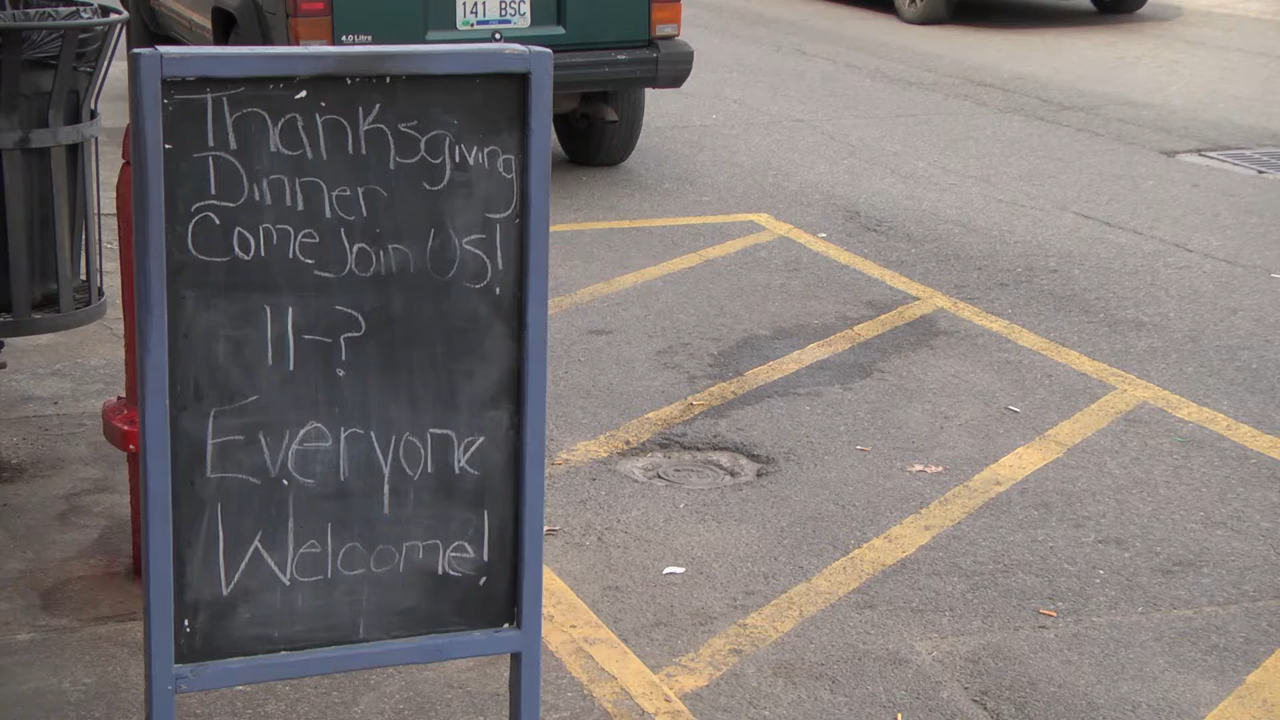 141 BSC
4.0 Litre
Thanksgiving
Dinner
Come Join Us!
11-?
Everyone
Welcome!